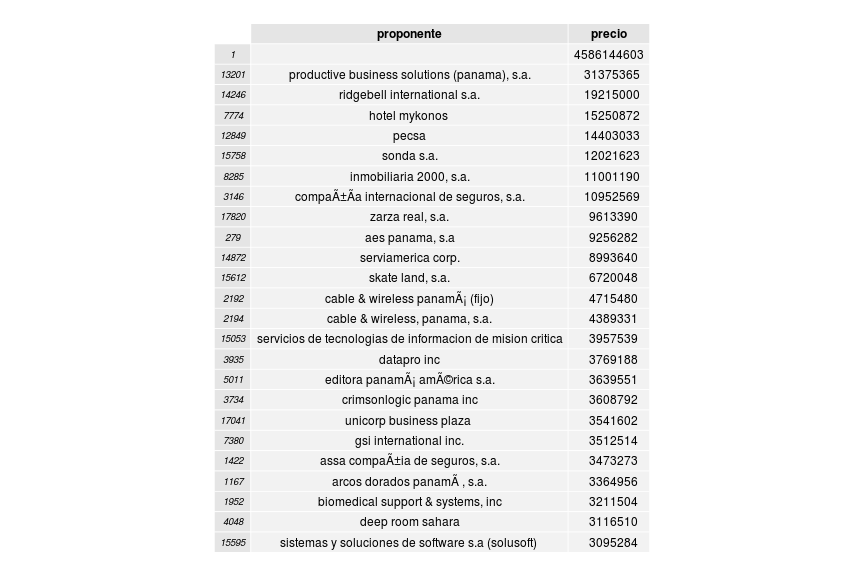 proponente precio
1 4586144603
13201 productive business solutions (panama), s.a. 31375365
14246 ridgebell international s.a. 19215000
7774 hotel mykonos 15250872
12849 pecsa 14403033
15758 sonda s.a. 12021623
8285 inmobiliaria 2000, s.a. 11001190
3146 compaÃ±Ãa internacional de seguros, s.a. 10952569
17820 zarza real, s.a. 9613390
279 aes panama, s.a 9256282
14872 serviamerica corp. 8993640
15612 skate land, s.a. 6720048
2192 cable & wireless panamÃ¡ (fijo) 4715480
2194 cable & wireless, panama, s.a. 4389331
15053 servicios de tecnologias de informacion de mision critica 3957539
3935 datapro inc 3769188
5011 editora panamÃ¡ amÃ©rica s.a. 3639551
3734 crimsonlogic panama inc 3608792
17041 unicorp business plaza 3541602
7380 gsi international inc. 3512514
1422 assa compaÃ±ia de seguros, s.a. 3473273
1167 arcos dorados panamÃ , s.a. 3364956
1952 biomedical support & systems, inc 3211504
4048 deep room sahara 3116510
15595 sistemas y soluciones de software s.a (solusoft) 3095284